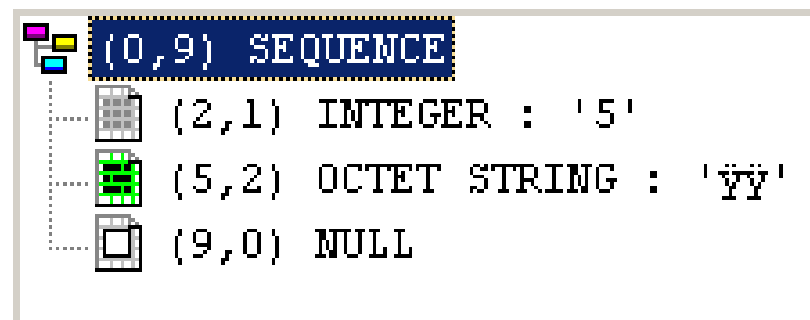 (0,9) SEQUENCE
(2,1) INTEGER : '5'
(5,2) OCTET STRING : 'ÿÿ'
(9,0) NULL